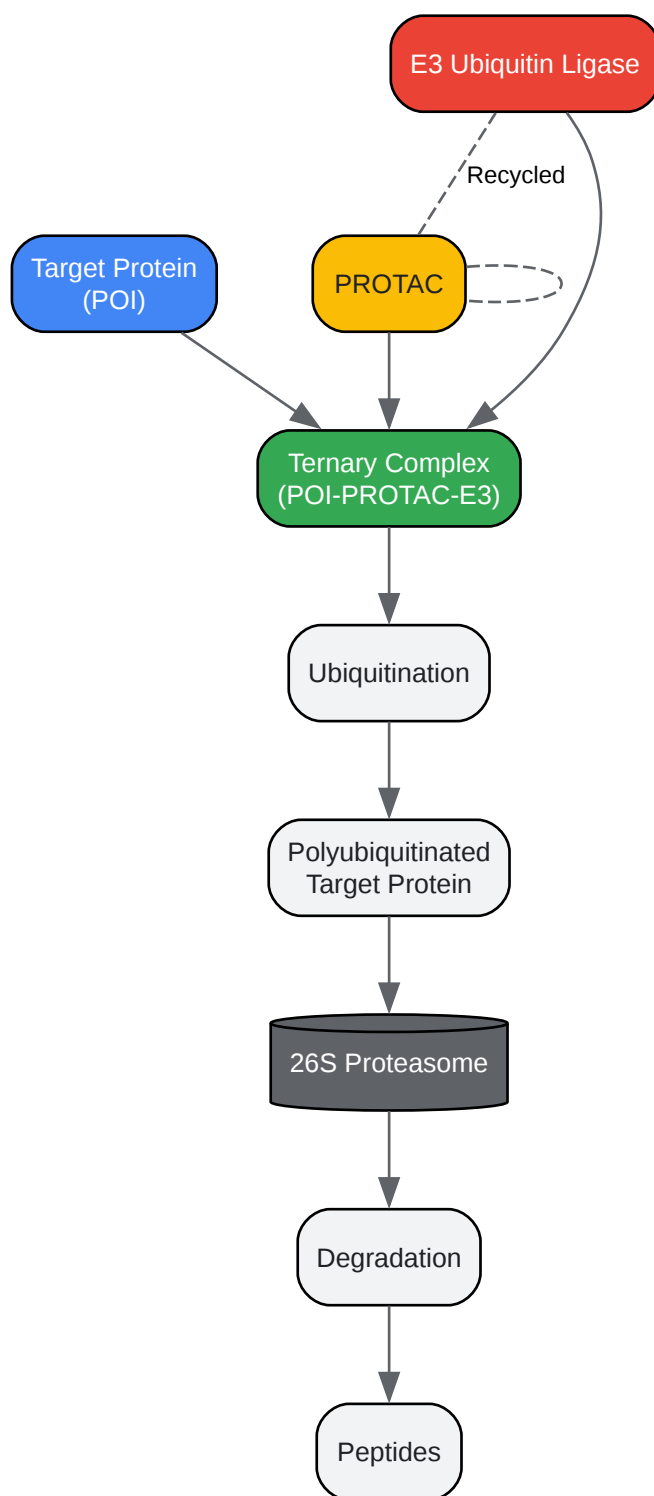 E3 Ubiquitin Ligase
Recycled
Target Protein
(POI)
PROTAC
Ternary Complex
(POI-PROTAC-E3)
Ubiquitination
Polyubiquitinated
Target Protein
26S Proteasome
Degradation
Peptides